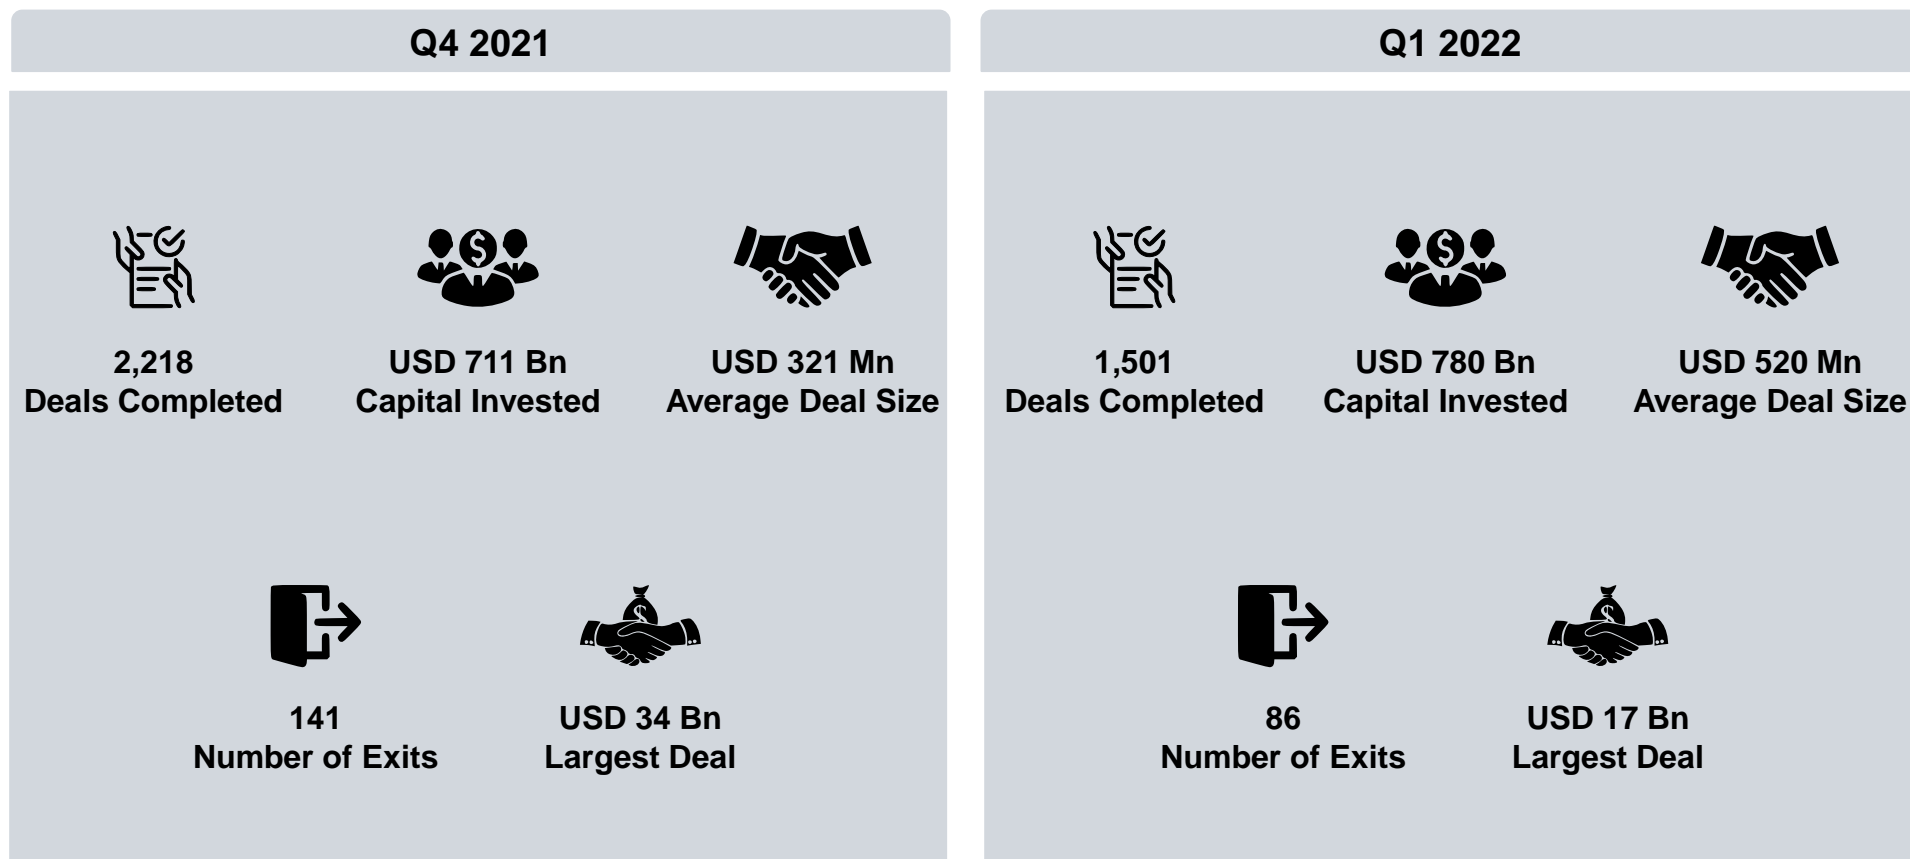 Q4 2021
2,218
Deals Completed
USD 711 Bn
Capital Invested
USD 321 Mn
Average Deal Size
141
Number of Exits
USD 34 Bn
Largest Deal
Q1 2022
1,501
Deals Completed
USD 780 Bn
Capital Invested
USD 520 Mn
Average Deal Size
86
Number of Exits
USD 17 Bn
Largest Deal